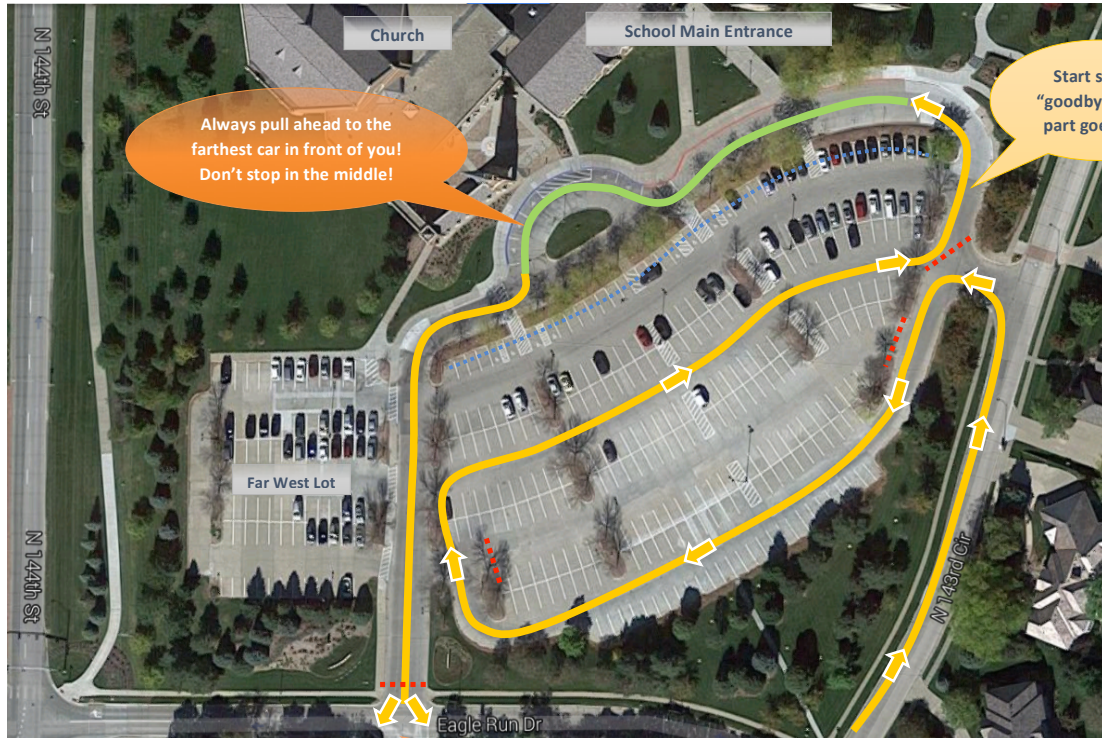 Church
School Main Entrance
N 144th St
Start s
“goodby
part goe
Always pull ahead to the
farthest car in front of you!
Don’t stop in the middle!
Far West Lot
N 144th St
N 143rd Cir
Eagle Run Dr